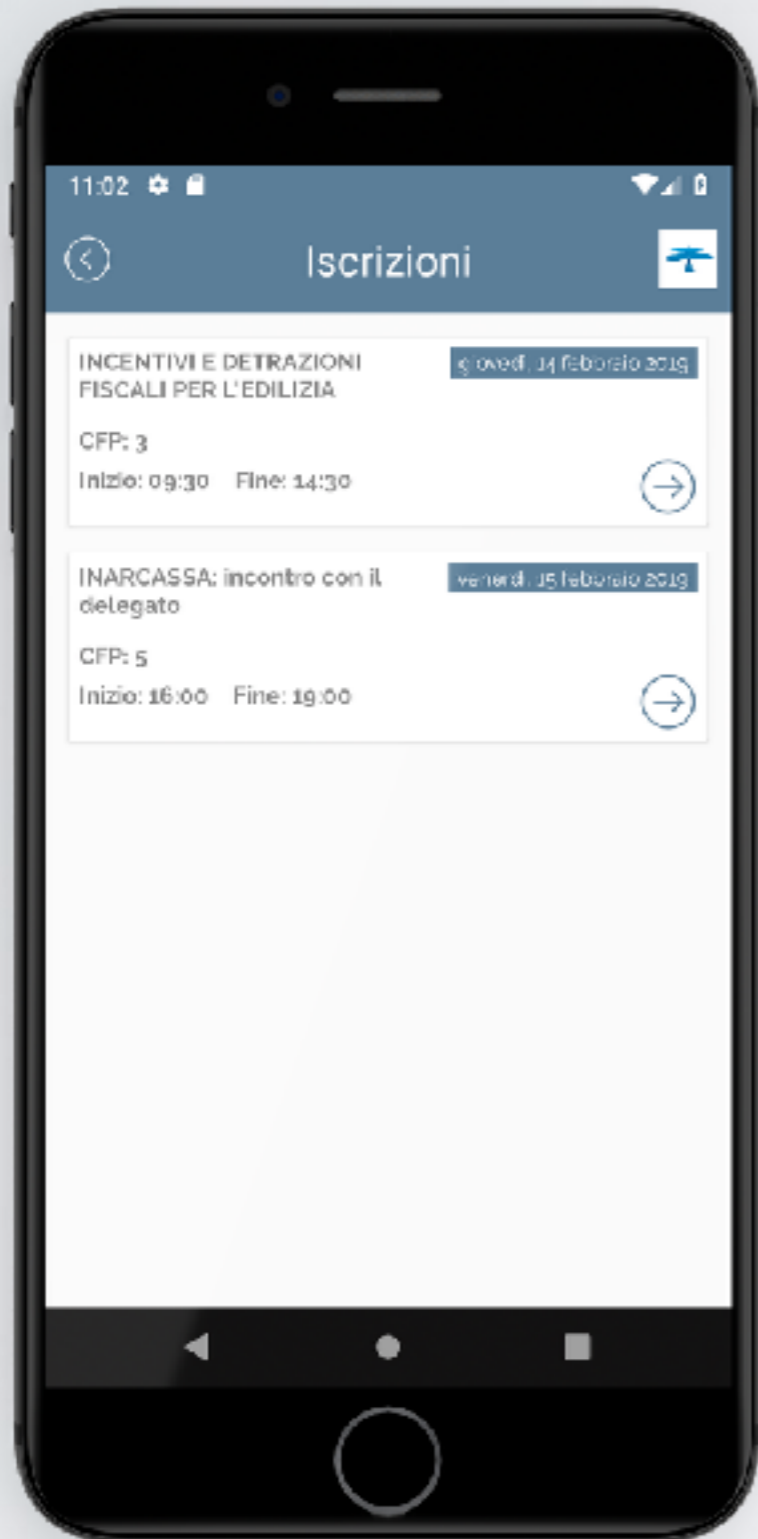 11:02
Iscrizioni
INCENTIVI E DETRAZIONI
FISCALI PER L'EDILIZIA
giovedì, 14 febbraio 2019
CFP: 3
Inizio: 09:30 Fine: 14:30
INARCASSA: incontro con il
delegato
venerdì, 15 febbraio 2019
CFP: 5
Inizio: 16:00 Fine: 19:00